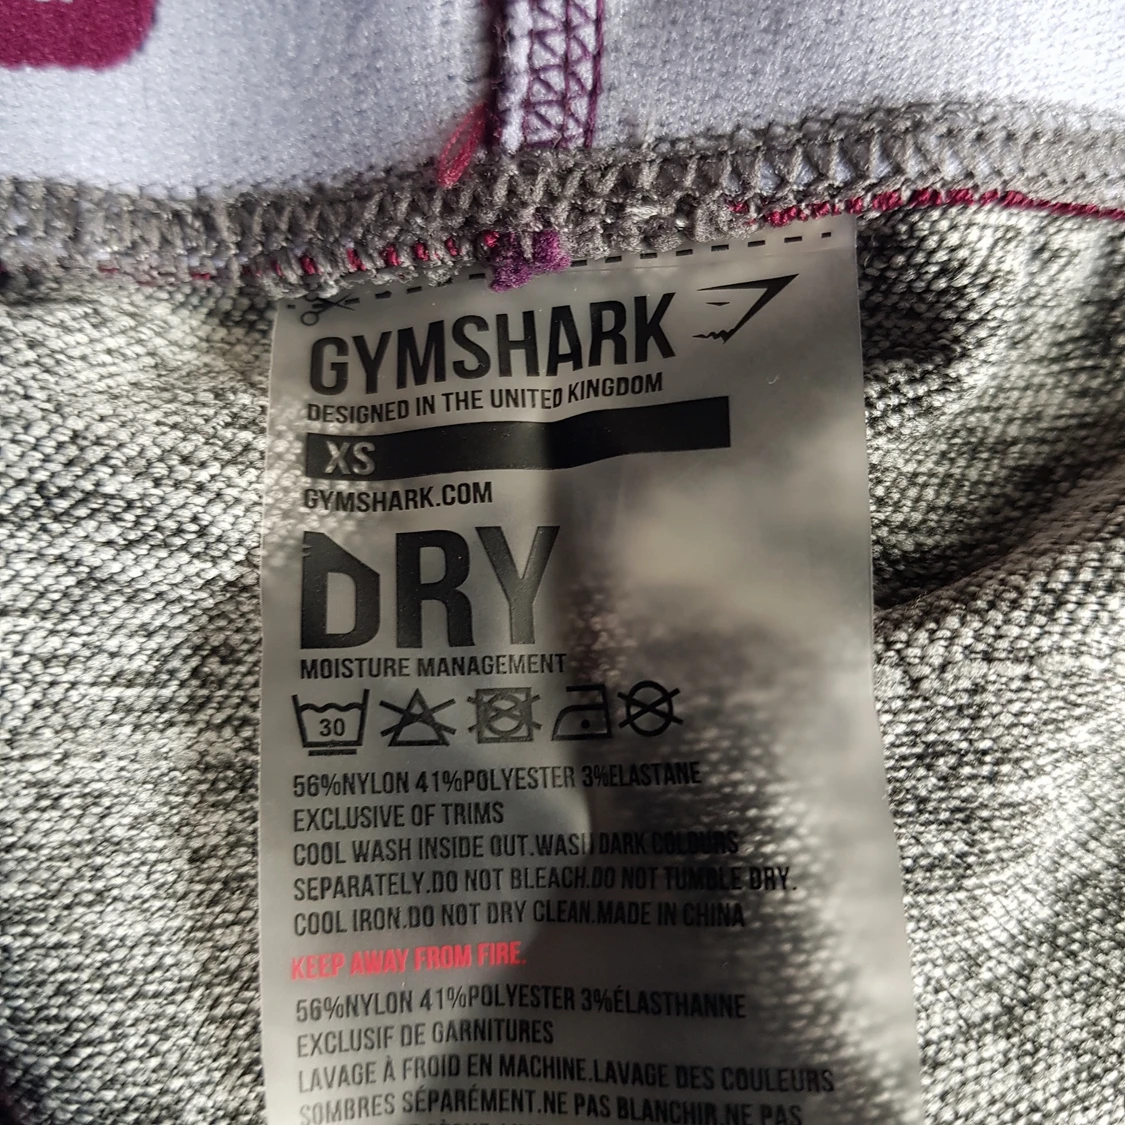 GYMSHARK
DESIGNED IN THE UNITED KINGDOM
XS
GYMSHARK.COM
DRY
MOISTURE MANAGEMENT
30
56%NYLON 41%POLYESTER 3%ELASTANE
EXCLUSIVE OF TRIMS
COOL WASH INSIDE OUT.WASH DARK COLOURS
SEPARATELY.DO NOT BLEACH.DO NOT TUMBLE DRY.
COOL IRON.DO NOT DRY CLEAN.MADE IN CHINA
KEEP AWAY FROM FIRE.
56%NYLON 41%POLYESTER 3%ÉLASTHANNE
EXCLUSIF DE GARNITURES
LAVAGE À FROID EN MACHINE.LAVAGE DES COULEURS
SOMBRES SÉPARÉMENT.NE PAS BLANCHIR.NE PAS